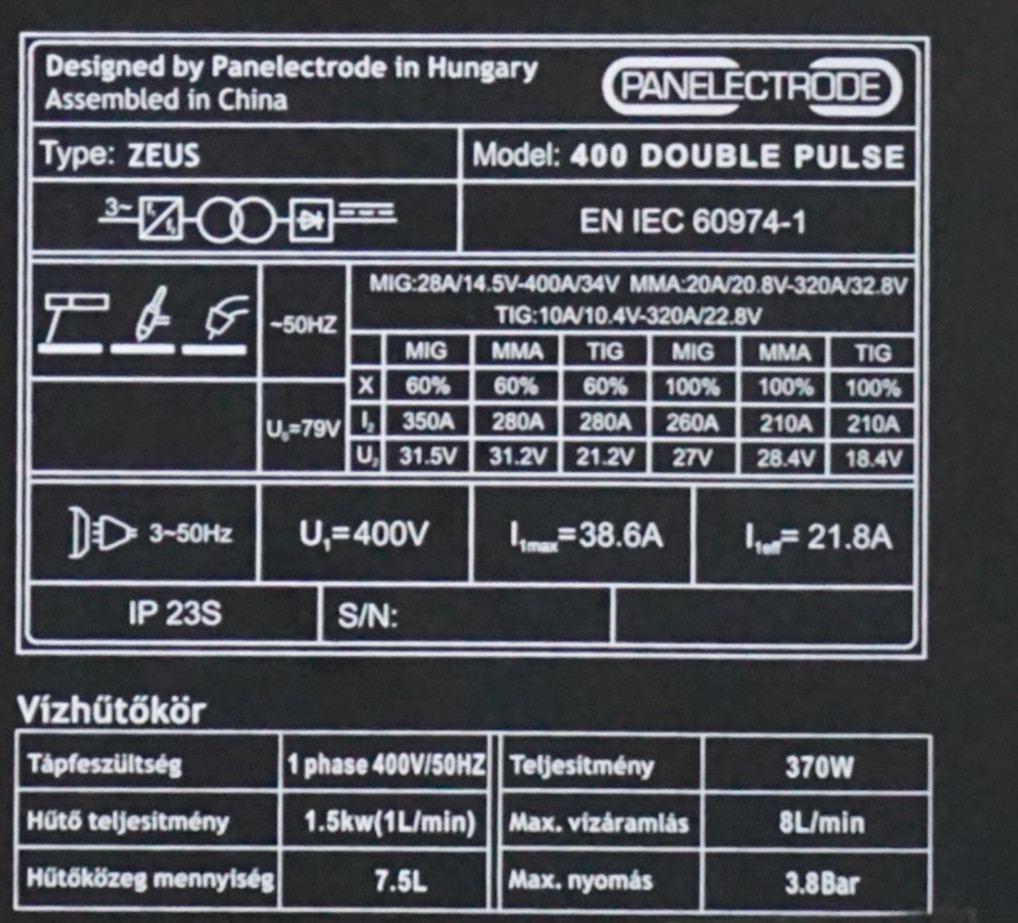 Designed by Panelectrode in Hungary
Assembled in China
PANELECTRODE
Type: ZEUS
Model: 400 DOUBLE PULSE
3~
EN IEC 60974-1
~50HZ
MIG:28A/14.5V-400A/34V MMA:20A/20.8V-320A/32.8V
TIG:10A/10.4V-320A/22.8V
MIG MMA TIG MIG MMA TIG
X 60% 60% 60% 100% 100% 100%
U₀=79V
I₂ 350A 280A 280A 260A 210A 210A
U₂ 31.5V 31.2V 21.2V 27V 28.4V 18.4V
3~50Hz U₁=400V I₁max=38.6A I₁eff= 21.8A
IP 23S S/N:
Vízhűtőkör
Tápfeszültség 1 phase 400V/50HZ Teljesitmény 370W
Hűtő teljesitmény 1.5kw(1L/min) Max. vizáramlás 8L/min
Hűtőközeg mennyiség 7.5L Max. nyomás 3.8Bar